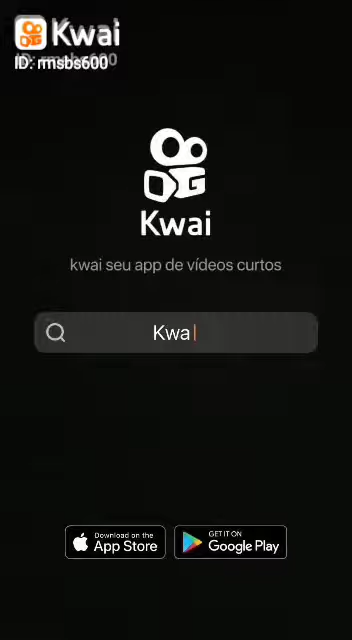 Kwai
ID: rmsbs600
Kwai
kwai seu app de vídeos curtos
Kwa
Download on the
App Store
GET IT ON
Google Play